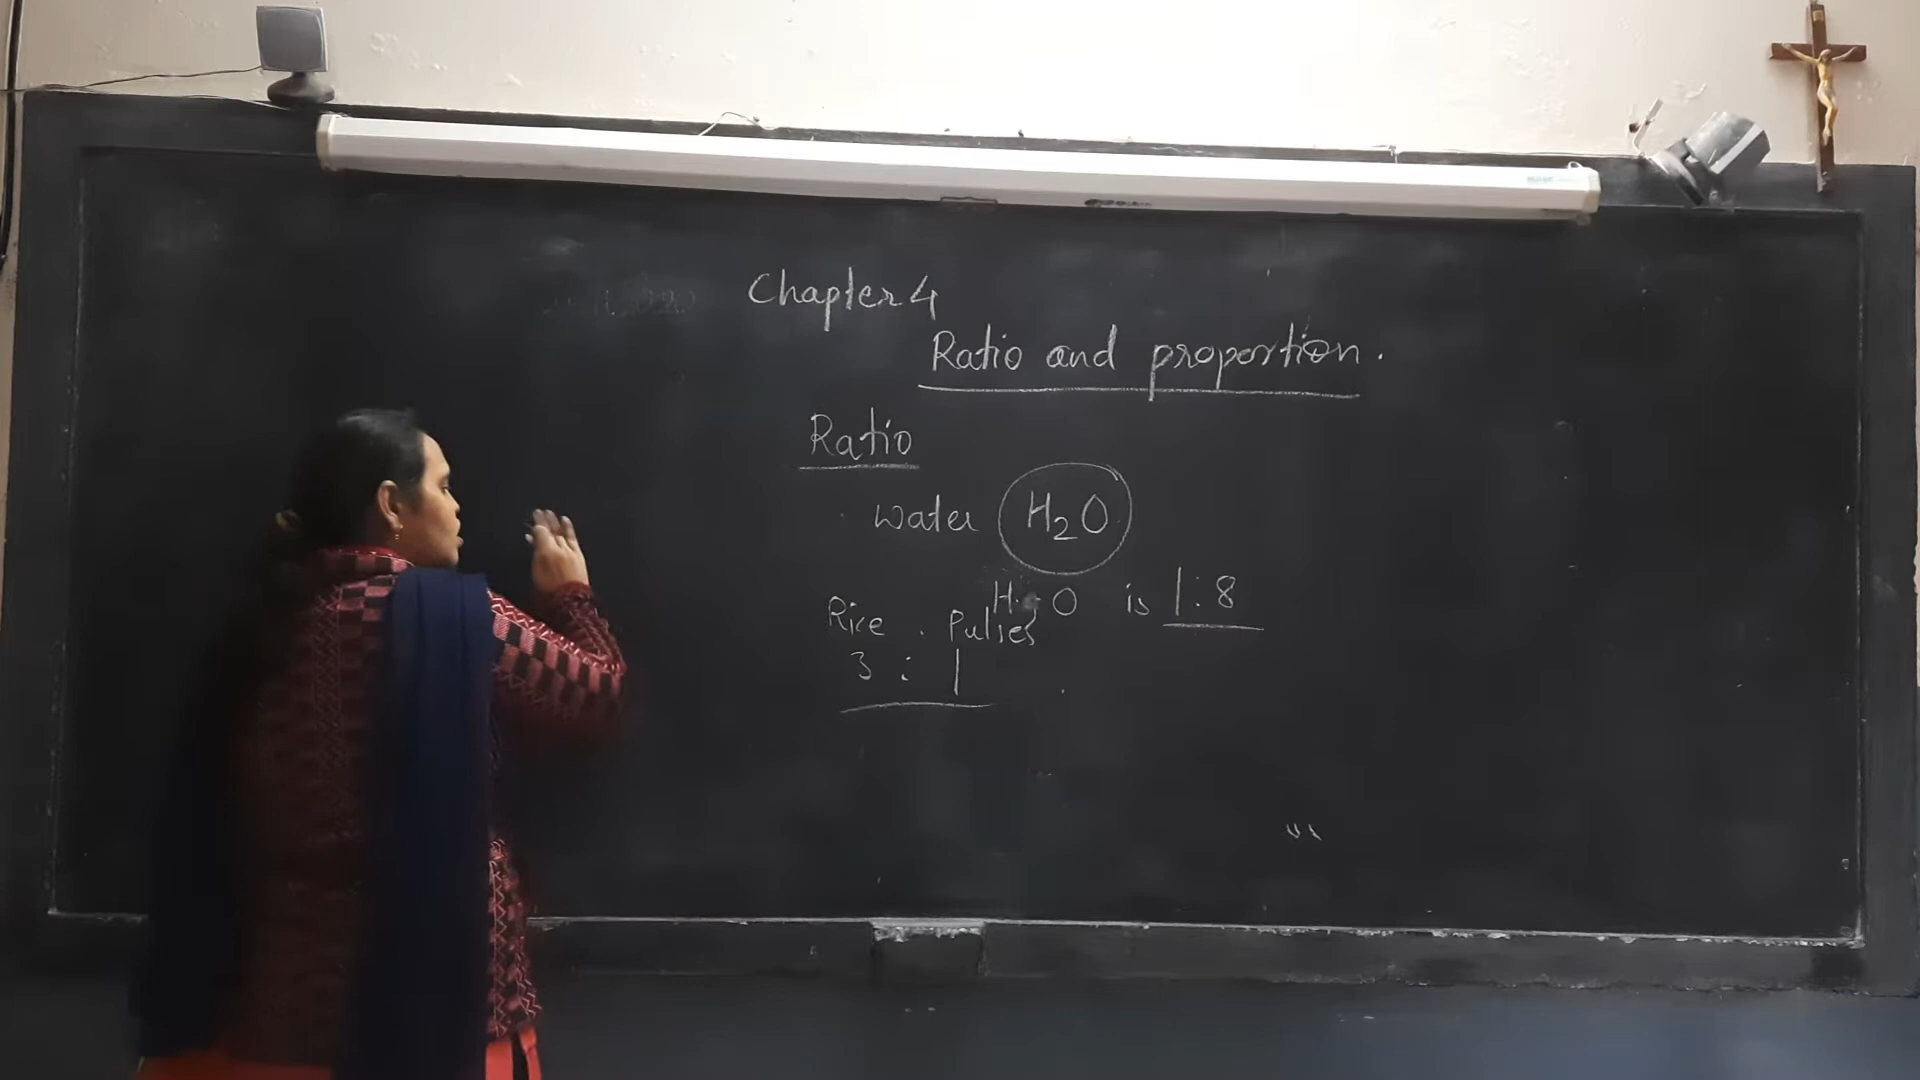 Chapter 4
Ratio and proportion.
Ratio
water H₂O
H : O is 1 : 8
Rice : Pulses
3 : 1